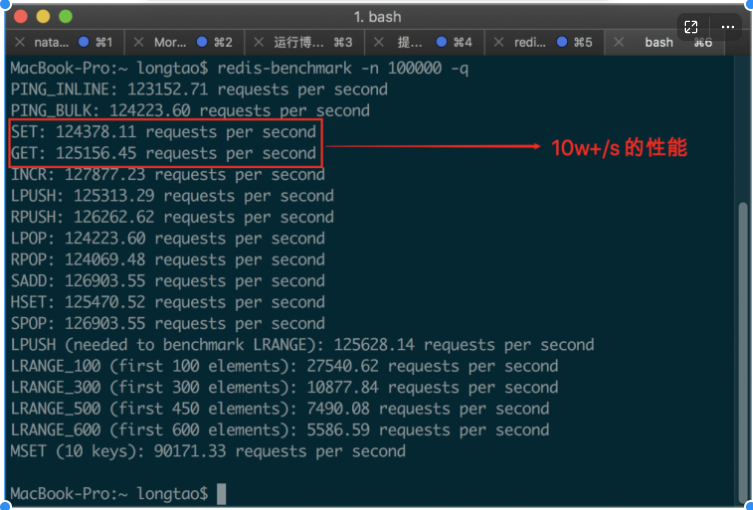 1. bash
nata... ⌘1 Mor... ⌘2 运行博... ⌘3 提... ⌘4 redi... ⌘5 bash ⌘6
MacBook-Pro:~ longtao$ redis-benchmark -n 100000 -q
PING_INLINE: 123152.71 requests per second
PING_BULK: 124223.60 requests per second
SET: 124378.11 requests per second
GET: 125156.45 requests per second
10w+/s 的性能
INCR: 127877.23 requests per second
LPUSH: 125313.29 requests per second
RPUSH: 126262.62 requests per second
LPOP: 124223.60 requests per second
RPOP: 124069.48 requests per second
SADD: 126903.55 requests per second
HSET: 125470.52 requests per second
SPOP: 126903.55 requests per second
LPUSH (needed to benchmark LRANGE): 125628.14 requests per second
LRANGE_100 (first 100 elements): 27540.62 requests per second
LRANGE_300 (first 300 elements): 10877.84 requests per second
LRANGE_500 (first 450 elements): 7490.08 requests per second
LRANGE_600 (first 600 elements): 5586.59 requests per second
MSET (10 keys): 90171.33 requests per second
MacBook-Pro:~ longtao$